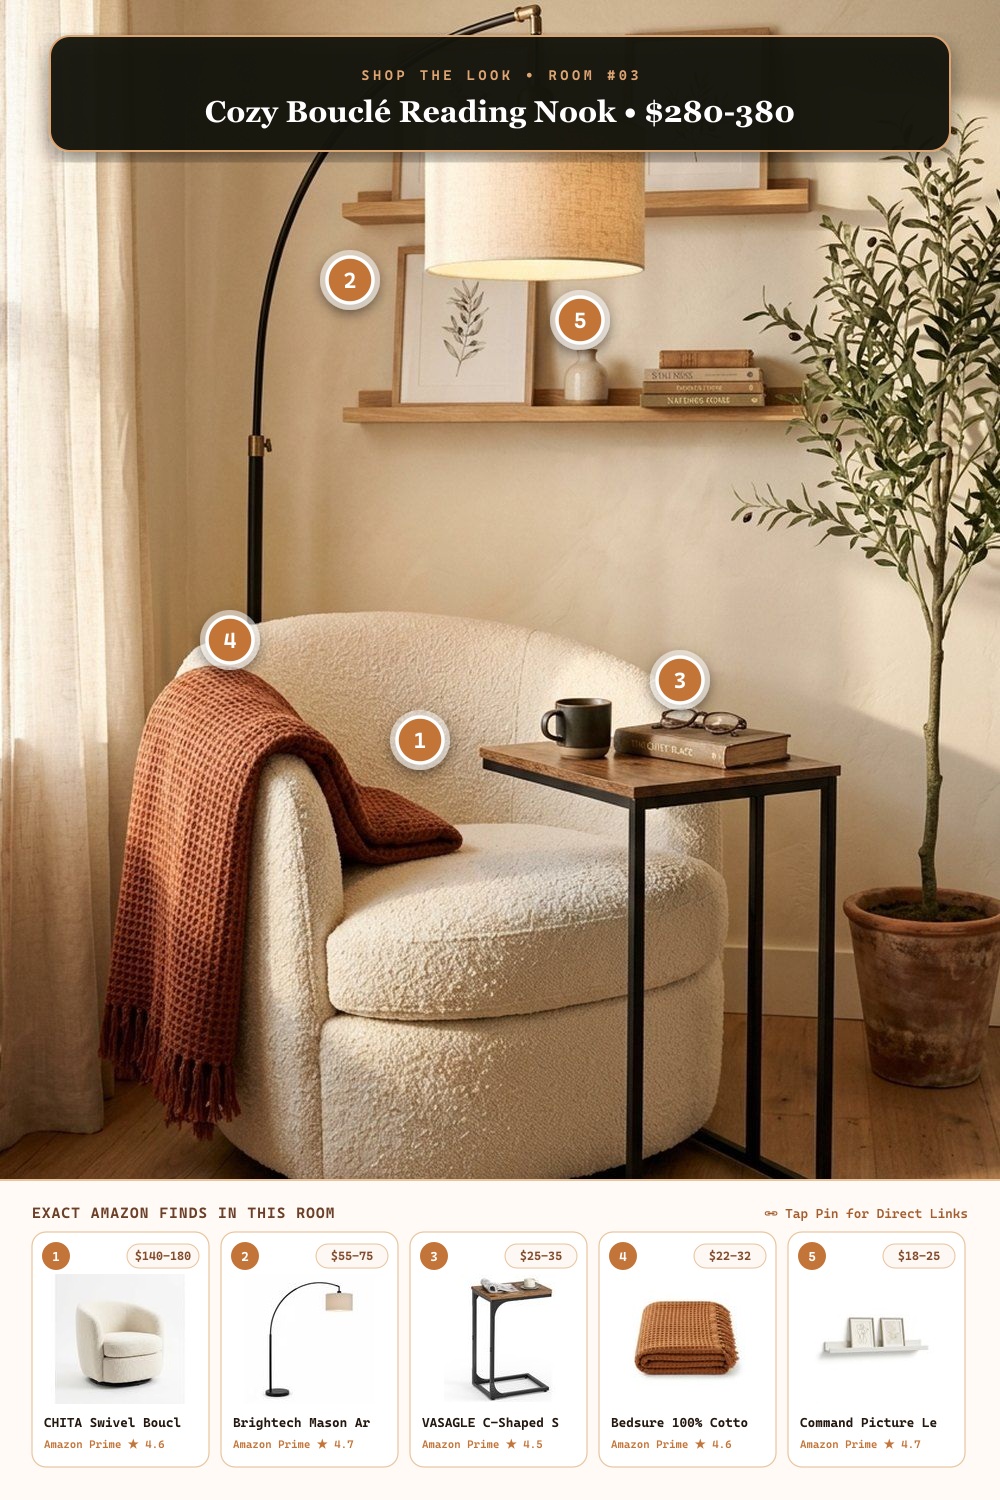 SHOP THE LOOK • ROOM #03
Cozy Bouclé Reading Nook • $280-380
2
5
4
3
1
THE QUIET PLACE
EXACT AMAZON FINDS IN THIS ROOM
Tap Pin for Direct Links
1 $140-180
CHITA Swivel Boucl
Amazon Prime ★ 4.6
2 $55-75
Brightech Mason Ar
Amazon Prime ★ 4.7
3 $25-35
VASAGLE C-Shaped S
Amazon Prime ★ 4.5
4 $22-32
Bedsure 100% Cotto
Amazon Prime ★ 4.6
5 $18-25
Command Picture Le
Amazon Prime ★ 4.7